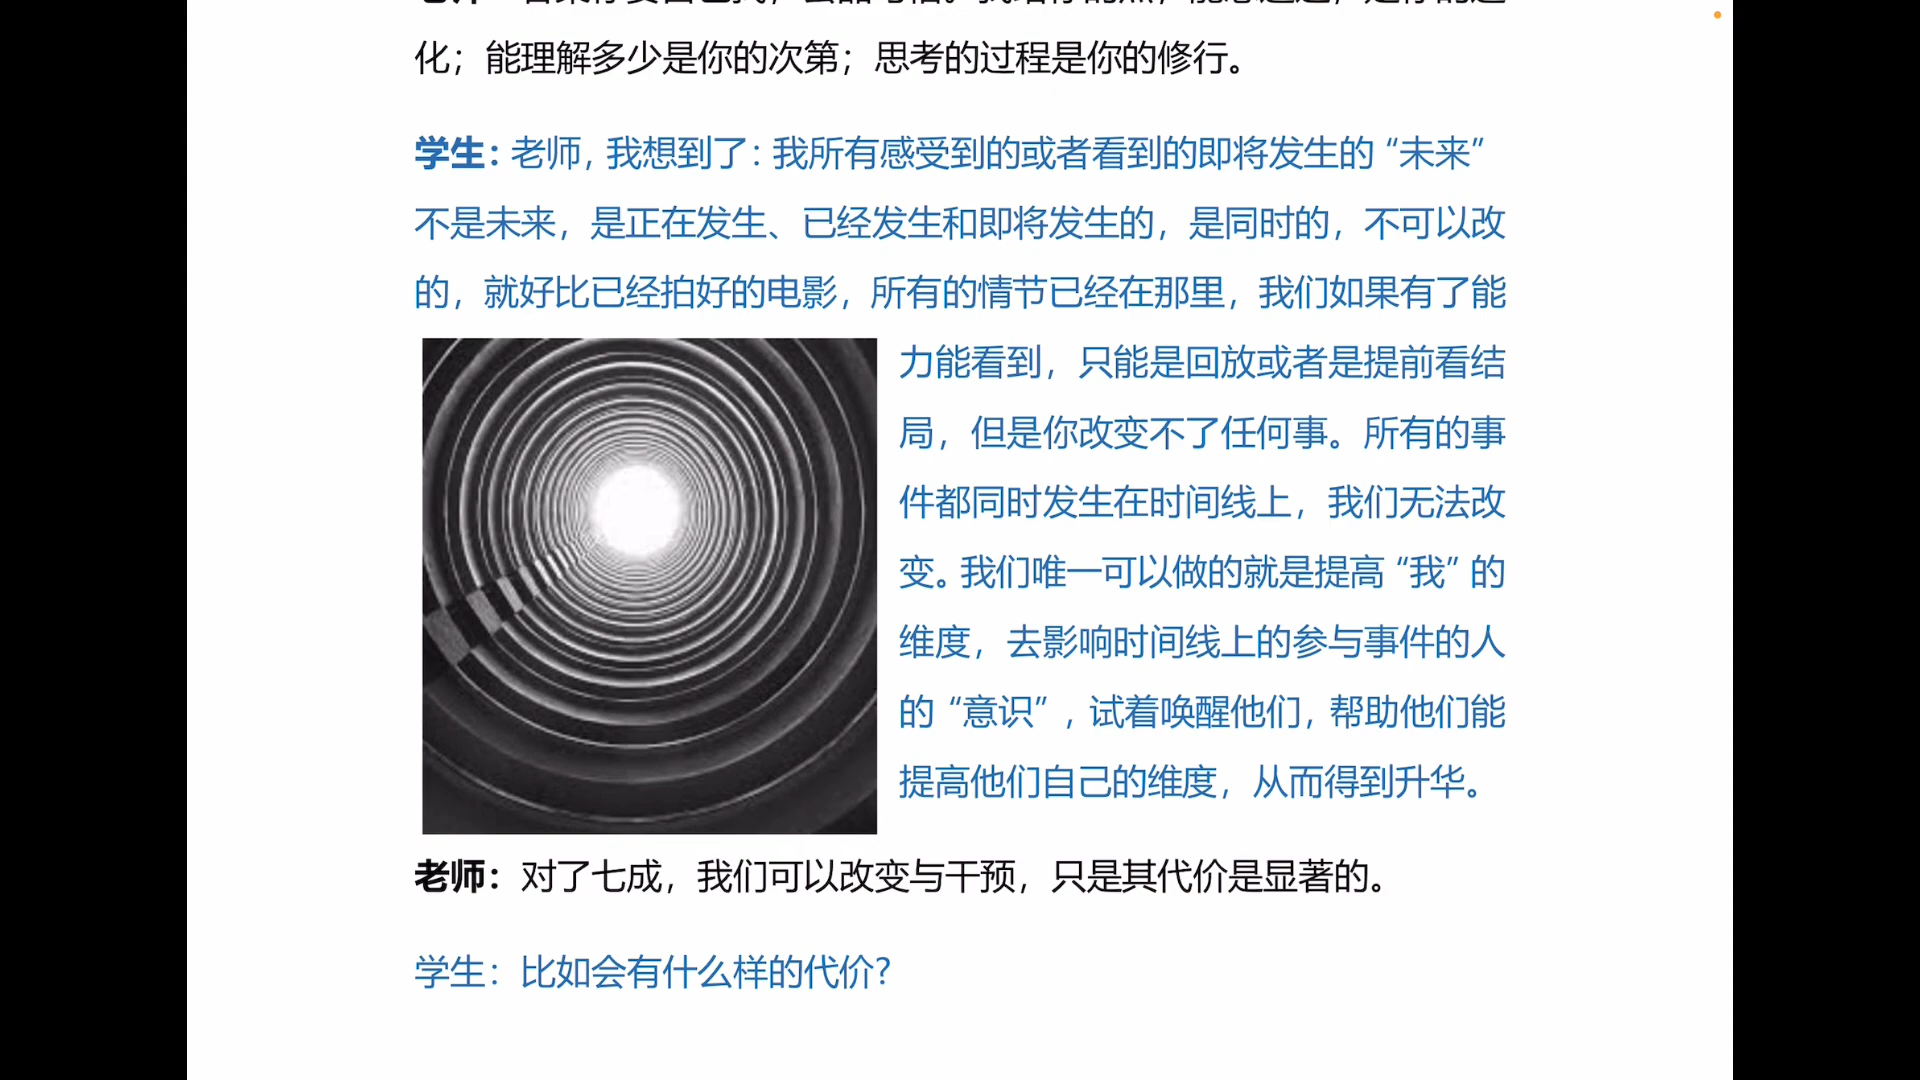 化；能理解多少是你的次第；思考的过程是你的修行。
学生：老师，我想到了：我所有感受到的或者看到的即将发生的“未来”
不是未来，是正在发生、已经发生和即将发生的，是同时的，不可以改
的，就好比已经拍好的电影，所有的情节已经在那里，我们如果有了能
力能看到，只能是回放或者是提前看结
局，但是你改变不了任何事。所有的事
件都同时发生在时间线上，我们无法改
变。我们唯一可以做的就是提高“我”的
维度，去影响时间线上的参与事件的人
的“意识”，试着唤醒他们，帮助他们能
提高他们自己的维度，从而得到升华。
老师：对了七成，我们可以改变与干预，只是其代价是显著的。
学生：比如会有什么样的代价?